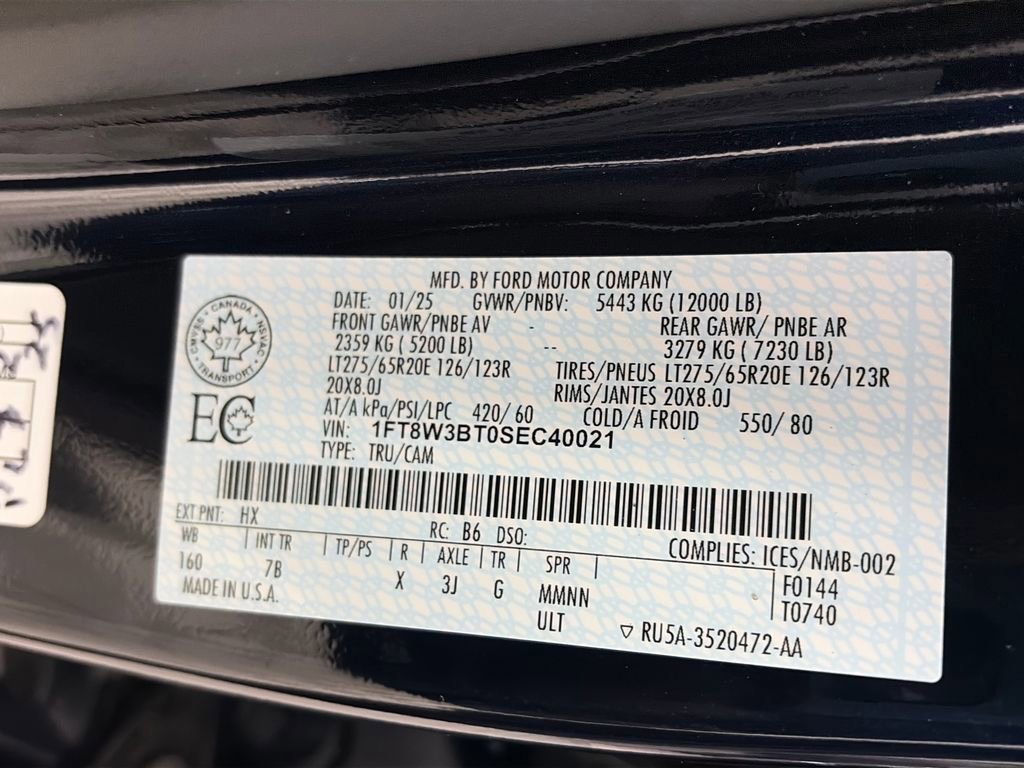 MFD. BY FORD MOTOR COMPANY
DATE: 01/25 GVWR/PNBV: 5443 KG (12000 LB)
FRONT GAWR/PNBE AV - REAR GAWR/ PNBE AR
2359 KG ( 5200 LB) -- 3279 KG ( 7230 LB)
LT275/65R20E 126/123R TIRES/PNEUS LT275/65R20E 126/123R
20X8.0J RIMS/JANTES 20X8.0J
AT/A kPa/PSI/LPC 420/ 60 COLD/A FROID 550/ 80
VIN: 1FT8W3BT0SEC40021
TYPE: TRU/CAM
CANADA
CMVSS NSVAC
977
TRANSPORT
EC
EXT PNT: HX RC: B6 DSO: COMPLIES: ICES/NMB-002
WB | INT TR | TP/PS | R | AXLE | TR | SPR | F0144
160 7B X 3J G MMNN T0740
MADE IN U.S.A. ULT ▽ RU5A-3520472-AA